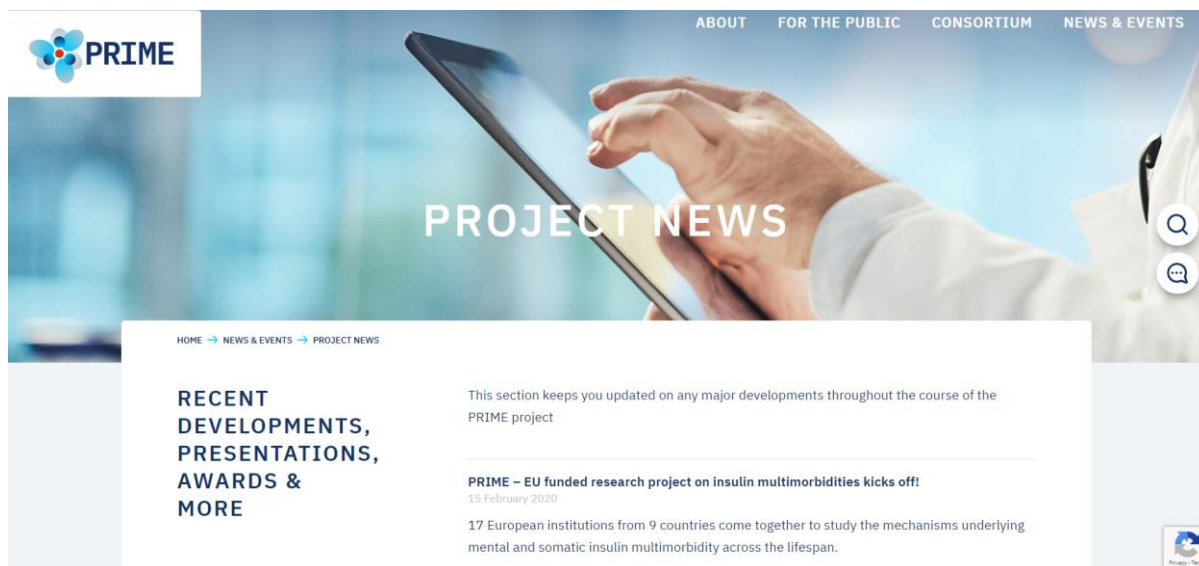 PRIME
ABOUT FOR THE PUBLIC CONSORTIUM NEWS & EVENTS
PROJECT NEWS
HOME → NEWS & EVENTS → PROJECT NEWS
RECENT
DEVELOPMENTS,
PRESENTATIONS,
AWARDS &
MORE
This section keeps you updated on any major developments throughout the course of the
PRIME project
PRIME – EU funded research project on insulin multimorbidities kicks off!
15 February 2020
17 European institutions from 9 countries come together to study the mechanisms underlying
mental and somatic insulin multimorbidity across the lifespan.
Privacy